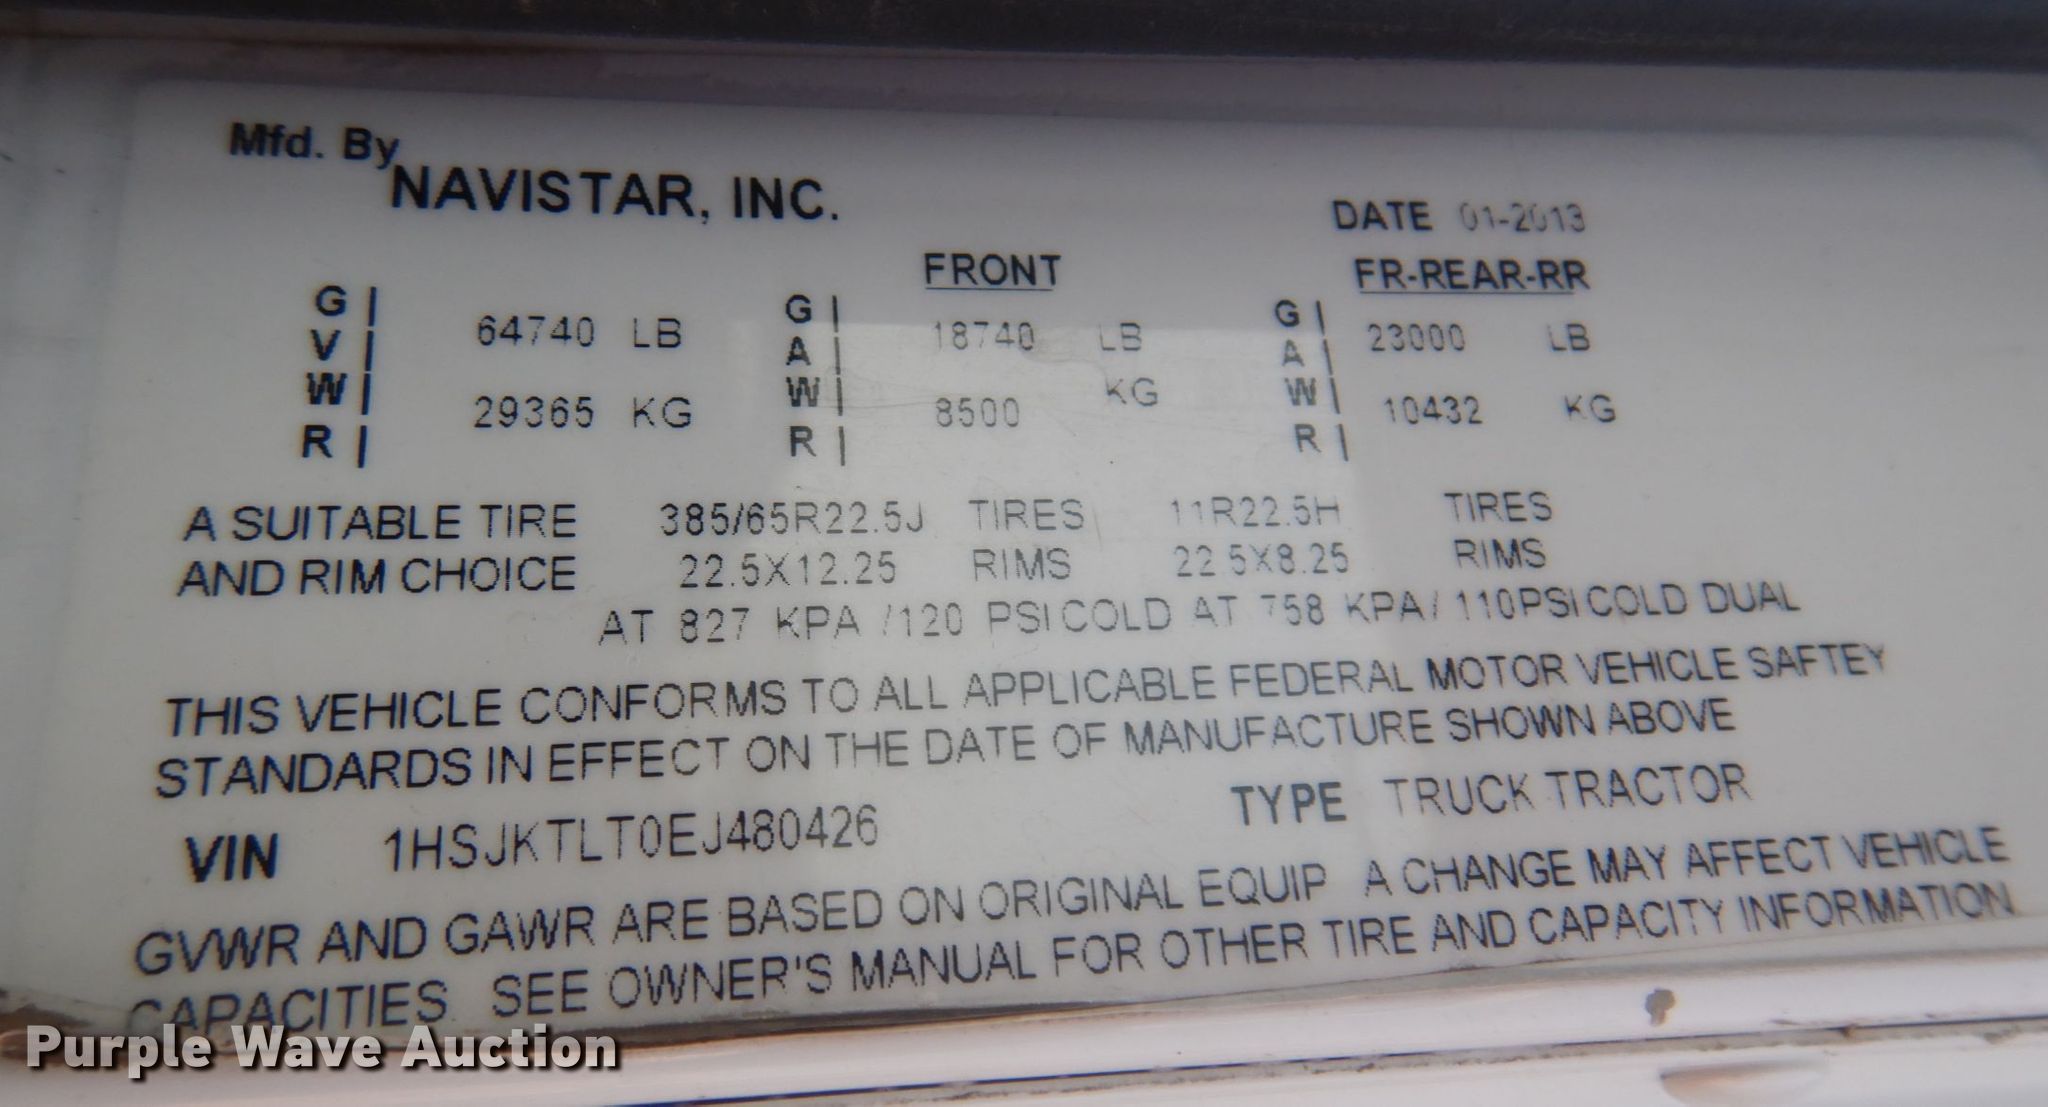 Mfd. By
NAVISTAR, INC.
DATE 01-2013
FRONT
FR-REAR-RR
G V W R
64740 LB
29365 KG
G A W R
18740 LB
8500 KG
G A W R
23000 LB
10432 KG
A SUITABLE TIRE 385/65R22.5J TIRES 11R22.5H TIRES
AND RIM CHOICE 22.5X12.25 RIMS 22.5X8.25 RIMS
AT 827 KPA /120 PSI COLD AT 758 KPA/ 110PSI COLD DUAL
THIS VEHICLE CONFORMS TO ALL APPLICABLE FEDERAL MOTOR VEHICLE SAFTEY
STANDARDS IN EFFECT ON THE DATE OF MANUFACTURE SHOWN ABOVE
VIN 1HSJKTLT0EJ480426 TYPE TRUCK TRACTOR
GVWR AND GAWR ARE BASED ON ORIGINAL EQUIP A CHANGE MAY AFFECT VEHICLE
CAPACITIES SEE OWNER'S MANUAL FOR OTHER TIRE AND CAPACITY INFORMATION
Purple Wave Auction